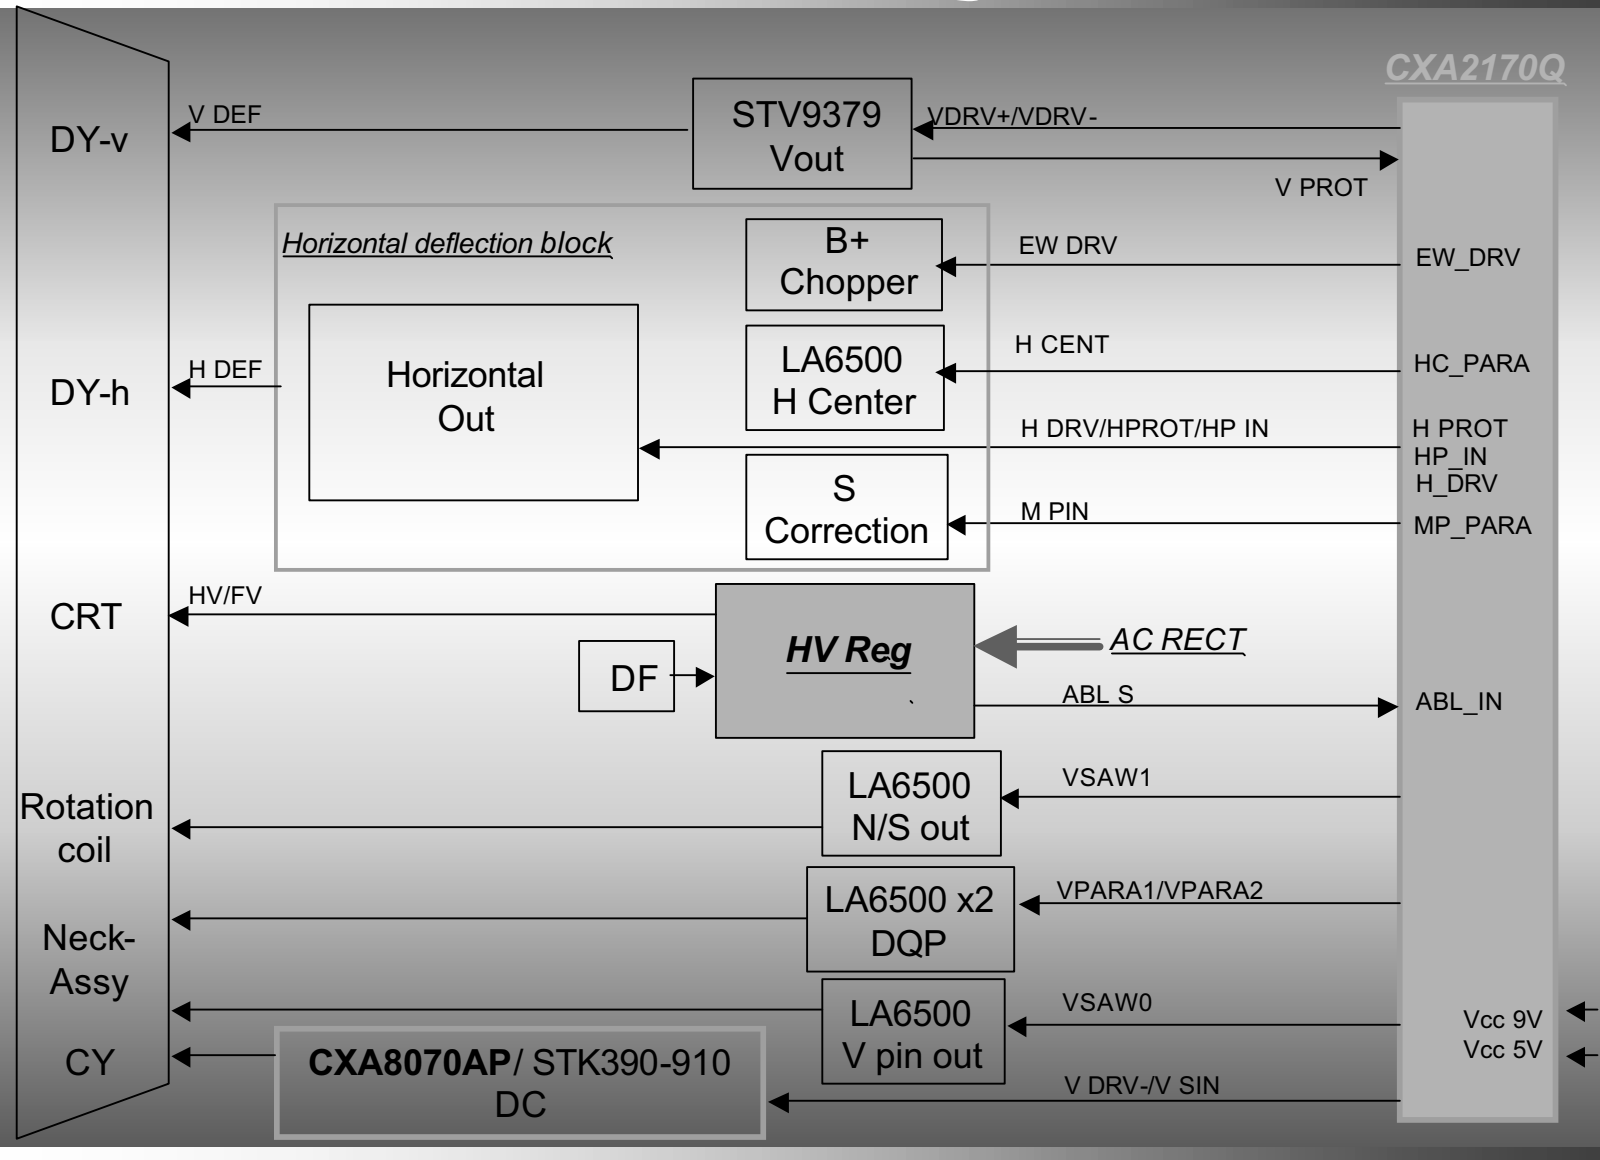 CXA2170Q
V DEF
STV9379
Vout
VDRV+/VDRV-
V PROT
DY-v
Horizontal deflection block
B+
Chopper
EW DRV
EW_DRV
H DEF
DY-h
Horizontal
Out
LA6500
H Center
H CENT
HC_PARA
H DRV/HPROT/HP IN
H PROT
HP_IN
H_DRV
S
Correction
M PIN
MP_PARA
CRT
HV/FV
DF
HV Reg
AC RECT
ABL S
ABL_IN
Rotation
coil
LA6500
N/S out
VSAW1
Neck-
Assy
LA6500 x2
DQP
VPARA1/VPARA2
LA6500
V pin out
VSAW0
Vcc 9V
Vcc 5V
CY
CXA8070AP/ STK390-910
DC
V DRV-/V SIN